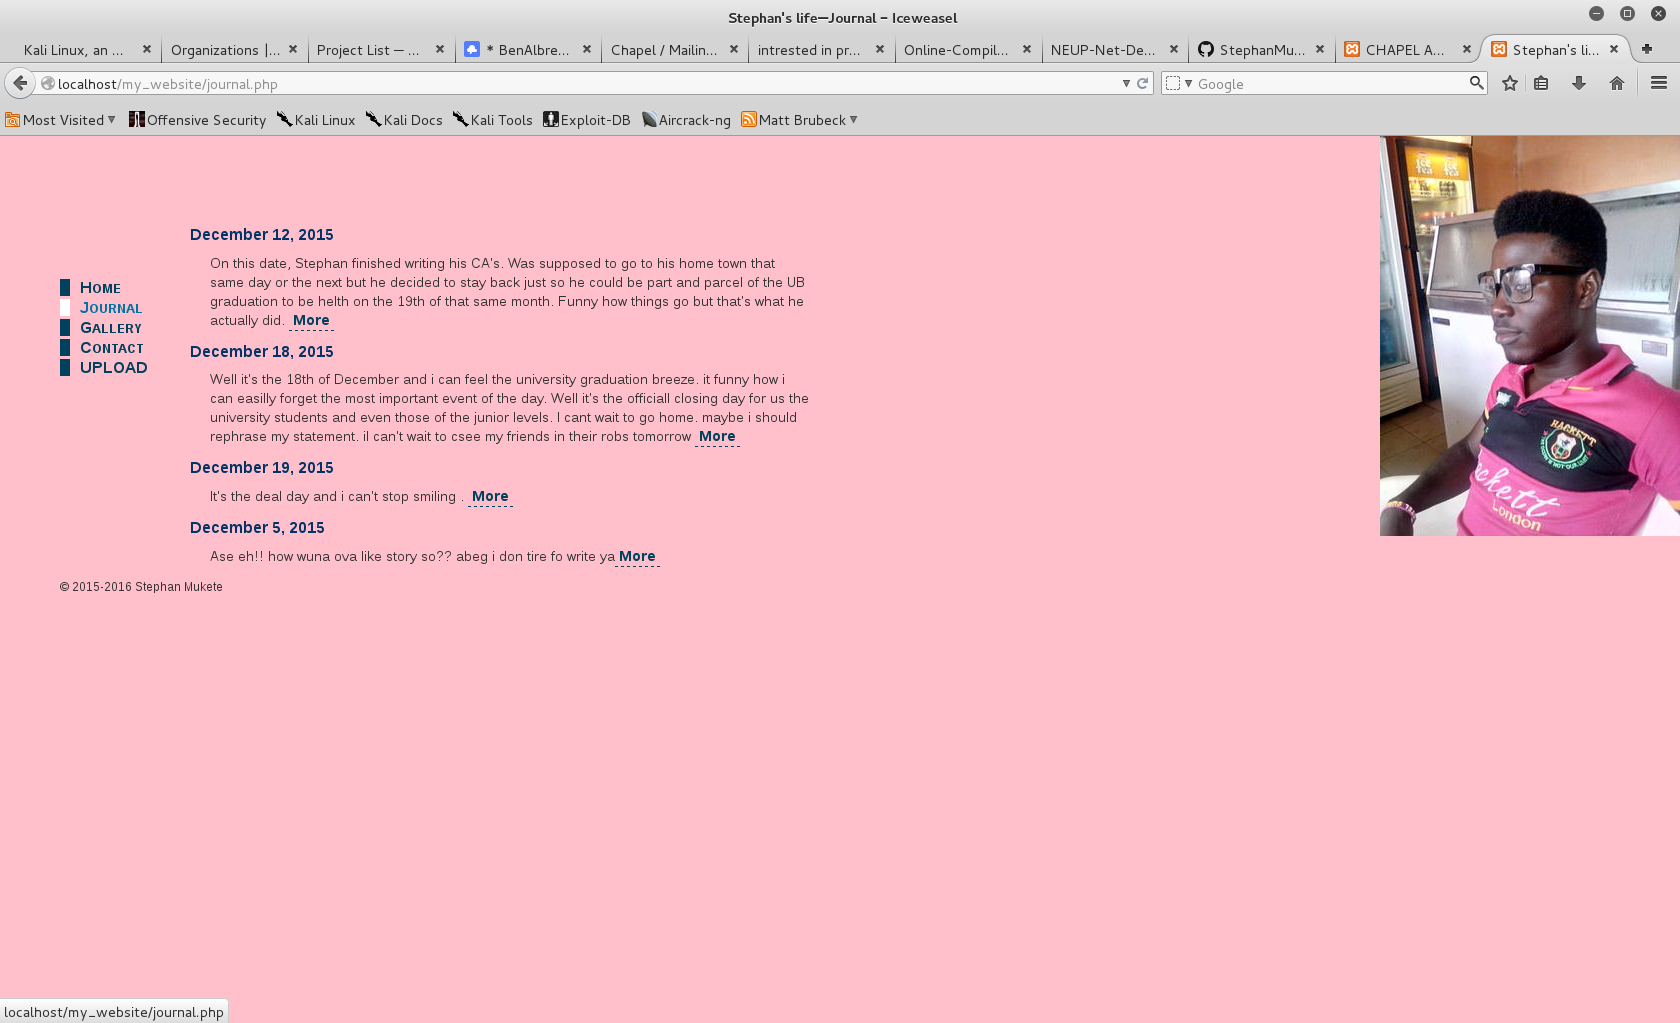 Stephan's life—Journal - Iceweasel
Kali Linux, an ...
Organizations |...
Project List — ...
* BenAlbre...
Chapel / Mailin...
intrested in pr...
Online-Compil...
NEUP-Net-De...
StephanMu...
CHAPEL A...
Stephan's li...
localhost/my_website/journal.php
Google
Most Visited
Offensive Security
Kali Linux
Kali Docs
Kali Tools
Exploit-DB
Aircrack-ng
Matt Brubeck
HOME
JOURNAL
GALLERY
CONTACT
UPLOAD
December 12, 2015
On this date, Stephan finished writing his CA's. Was supposed to go to his home town that
same day or the next but he decided to stay back just so he could be part and parcel of the UB
graduation to be helth on the 19th of that same month. Funny how things go but that's what he
actually did. More
December 18, 2015
Well it's the 18th of December and i can feel the university graduation breeze. it funny how i
can easilly forget the most important event of the day. Well it's the officiall closing day for us the
university students and even those of the junior levels. I cant wait to go home. maybe i should
rephrase my statement. iI can't wait to csee my friends in their robs tomorrow More
December 19, 2015
It's the deal day and i can't stop smiling . More
December 5, 2015
Ase eh!! how wuna ova like story so?? abeg i don tire fo write ya More
© 2015-2016 Stephan Mukete
ICE TEA
ICE TEA
HACKETT
Hackett
London
localhost/my_website/journal.php